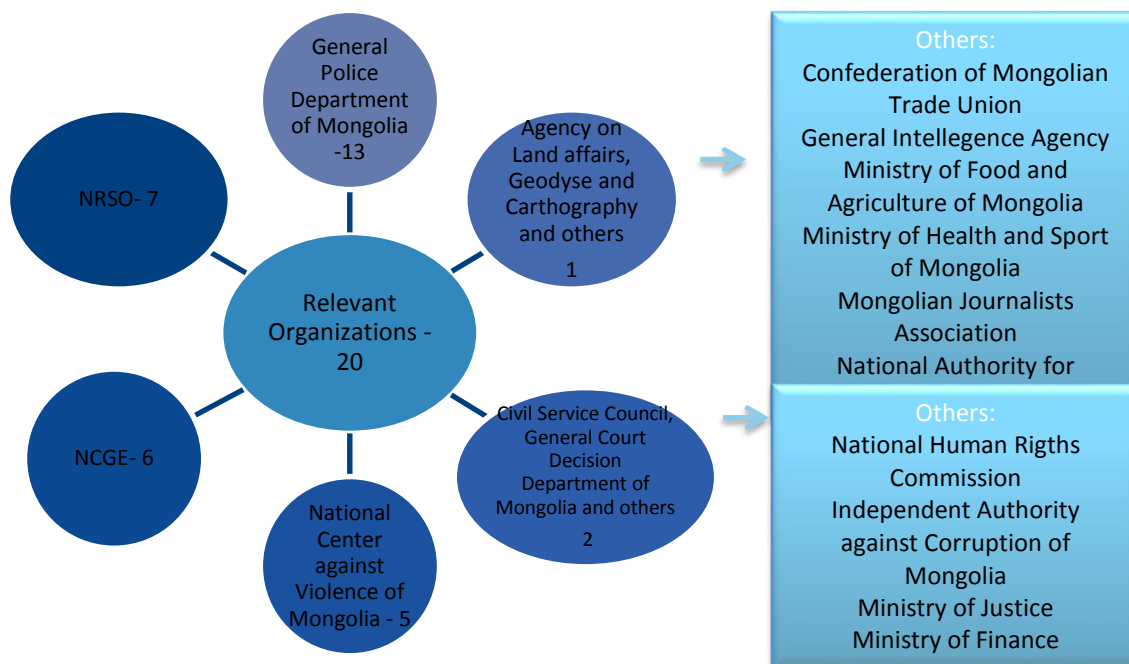 General
Police
Department
of Mongolia
-13
Agency on
Land affairs,
Geodyse and
Carthography
and others
1
NRSO- 7
Relevant
Organizations -
20
NCGE- 6
National
Center
against
Violence of
Mongolia - 5
Civil Service Council,
General Court
Decision
Department of
Mongolia and others
2
Others:
Confederation of Mongolian
Trade Union
General Intellegence Agency
Ministry of Food and
Agriculture of Mongolia
Ministry of Health and Sport
of Mongolia
Mongolian Journalists
Association
National Authority for
Others:
National Human Rigths
Commission
Independent Authority
against Corruption of
Mongolia
Ministry of Justice
Ministry of Finance